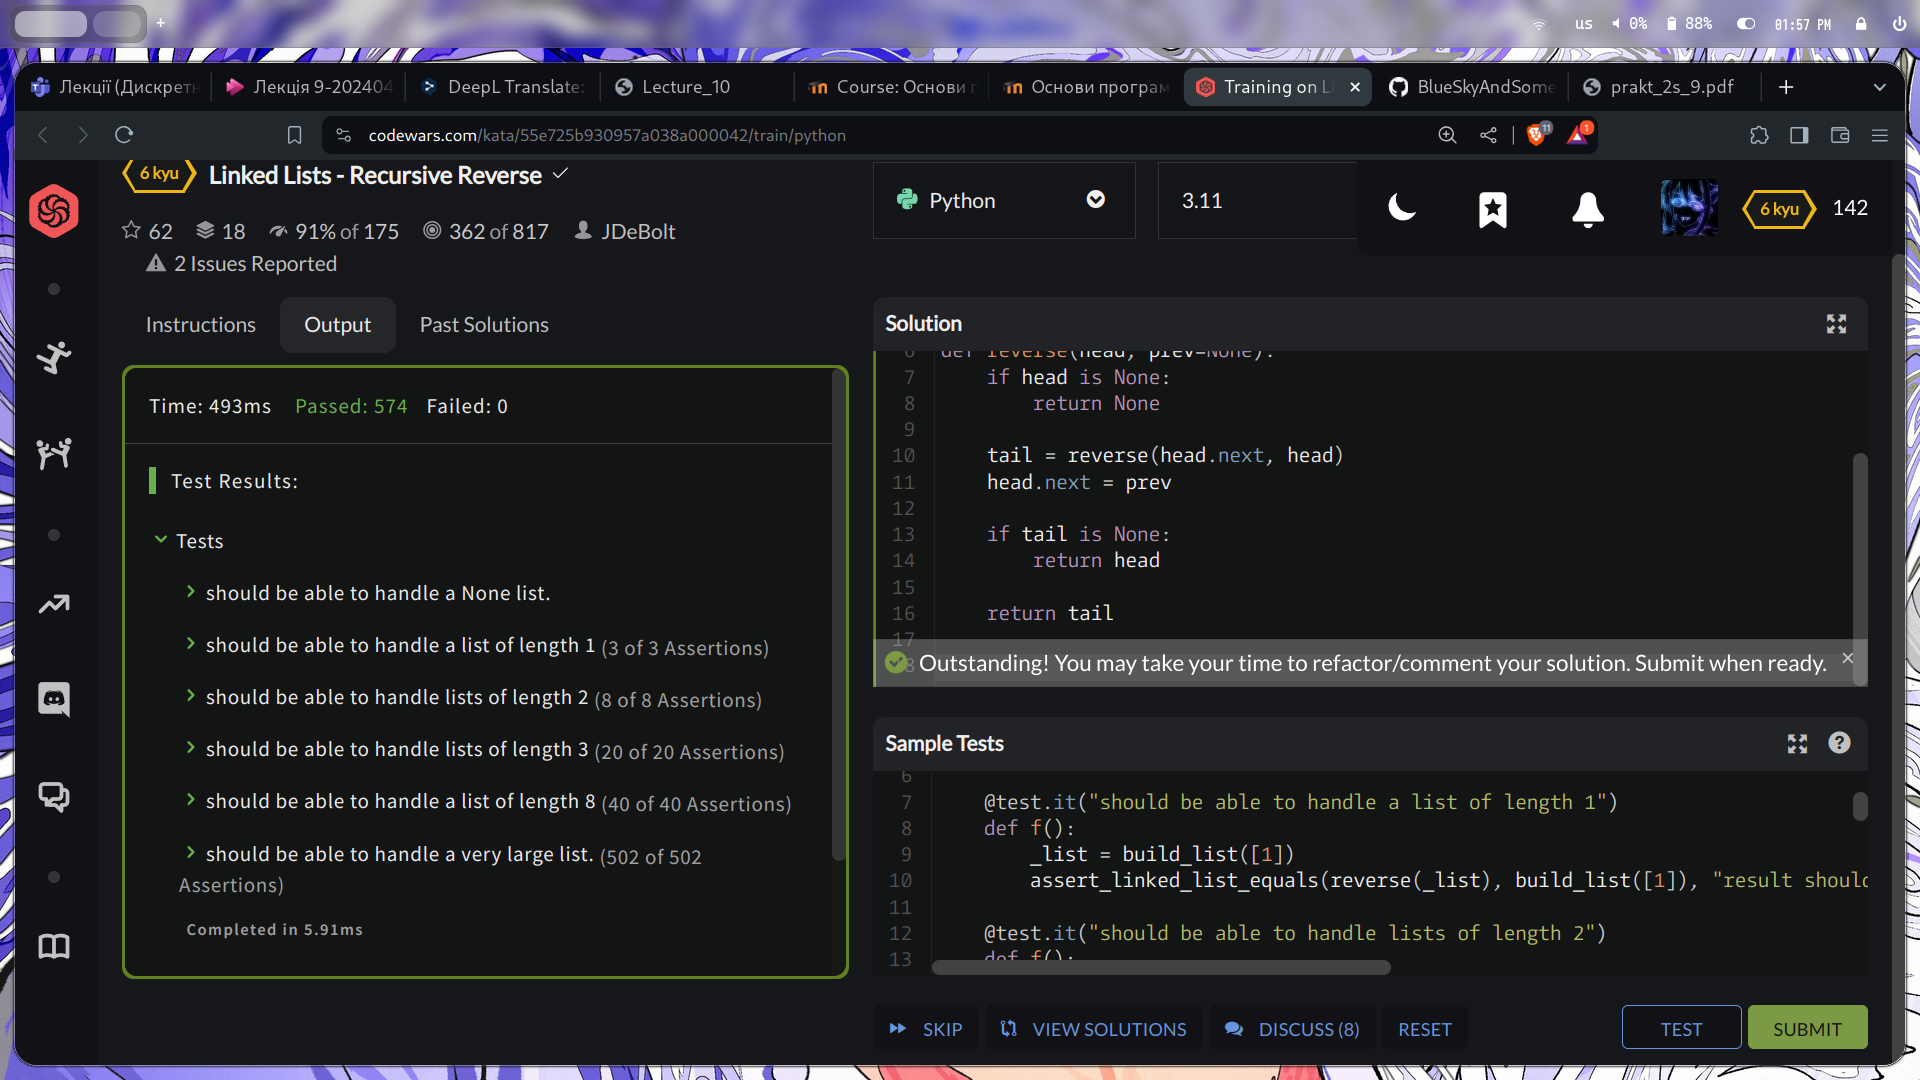 +
us
0%
88%
01:57 PM
Лекції (Дискретн
Лекція 9-202404
DeepL Translate:
Lecture_10
Course: Основи п
Основи програм
Training on Li
BlueSkyAndSome
prakt_2s_9.pdf
codewars.com/kata/55e725b930957a038a000042/train/python
11
1
6 kyu
Linked Lists - Recursive Reverse
62
18
91% of 175
362 of 817
JDeBolt
2 Issues Reported
Python
3.11
6 kyu
142
Instructions
Output
Past Solutions
Time: 493ms Passed: 574 Failed: 0
Test Results:
Tests
should be able to handle a None list.
should be able to handle a list of length 1 (3 of 3 Assertions)
should be able to handle lists of length 2 (8 of 8 Assertions)
should be able to handle lists of length 3 (20 of 20 Assertions)
should be able to handle a list of length 8 (40 of 40 Assertions)
should be able to handle a very large list. (502 of 502
Assertions)
Completed in 5.91ms
Solution
6 def reverse(head, prev=None):
7 if head is None:
8 return None
9
10 tail = reverse(head.next, head)
11 head.next = prev
12
13 if tail is None:
14 return head
15
16 return tail
17
Outstanding! You may take your time to refactor/comment your solution. Submit when ready.
Sample Tests
6
7 @test.it("should be able to handle a list of length 1")
8 def f():
9 _list = build_list([1])
10 assert_linked_list_equals(reverse(_list), build_list([1]), "result should
11
12 @test.it("should be able to handle lists of length 2")
13 def f():
SKIP
VIEW SOLUTIONS
DISCUSS (8)
RESET
TEST
SUBMIT